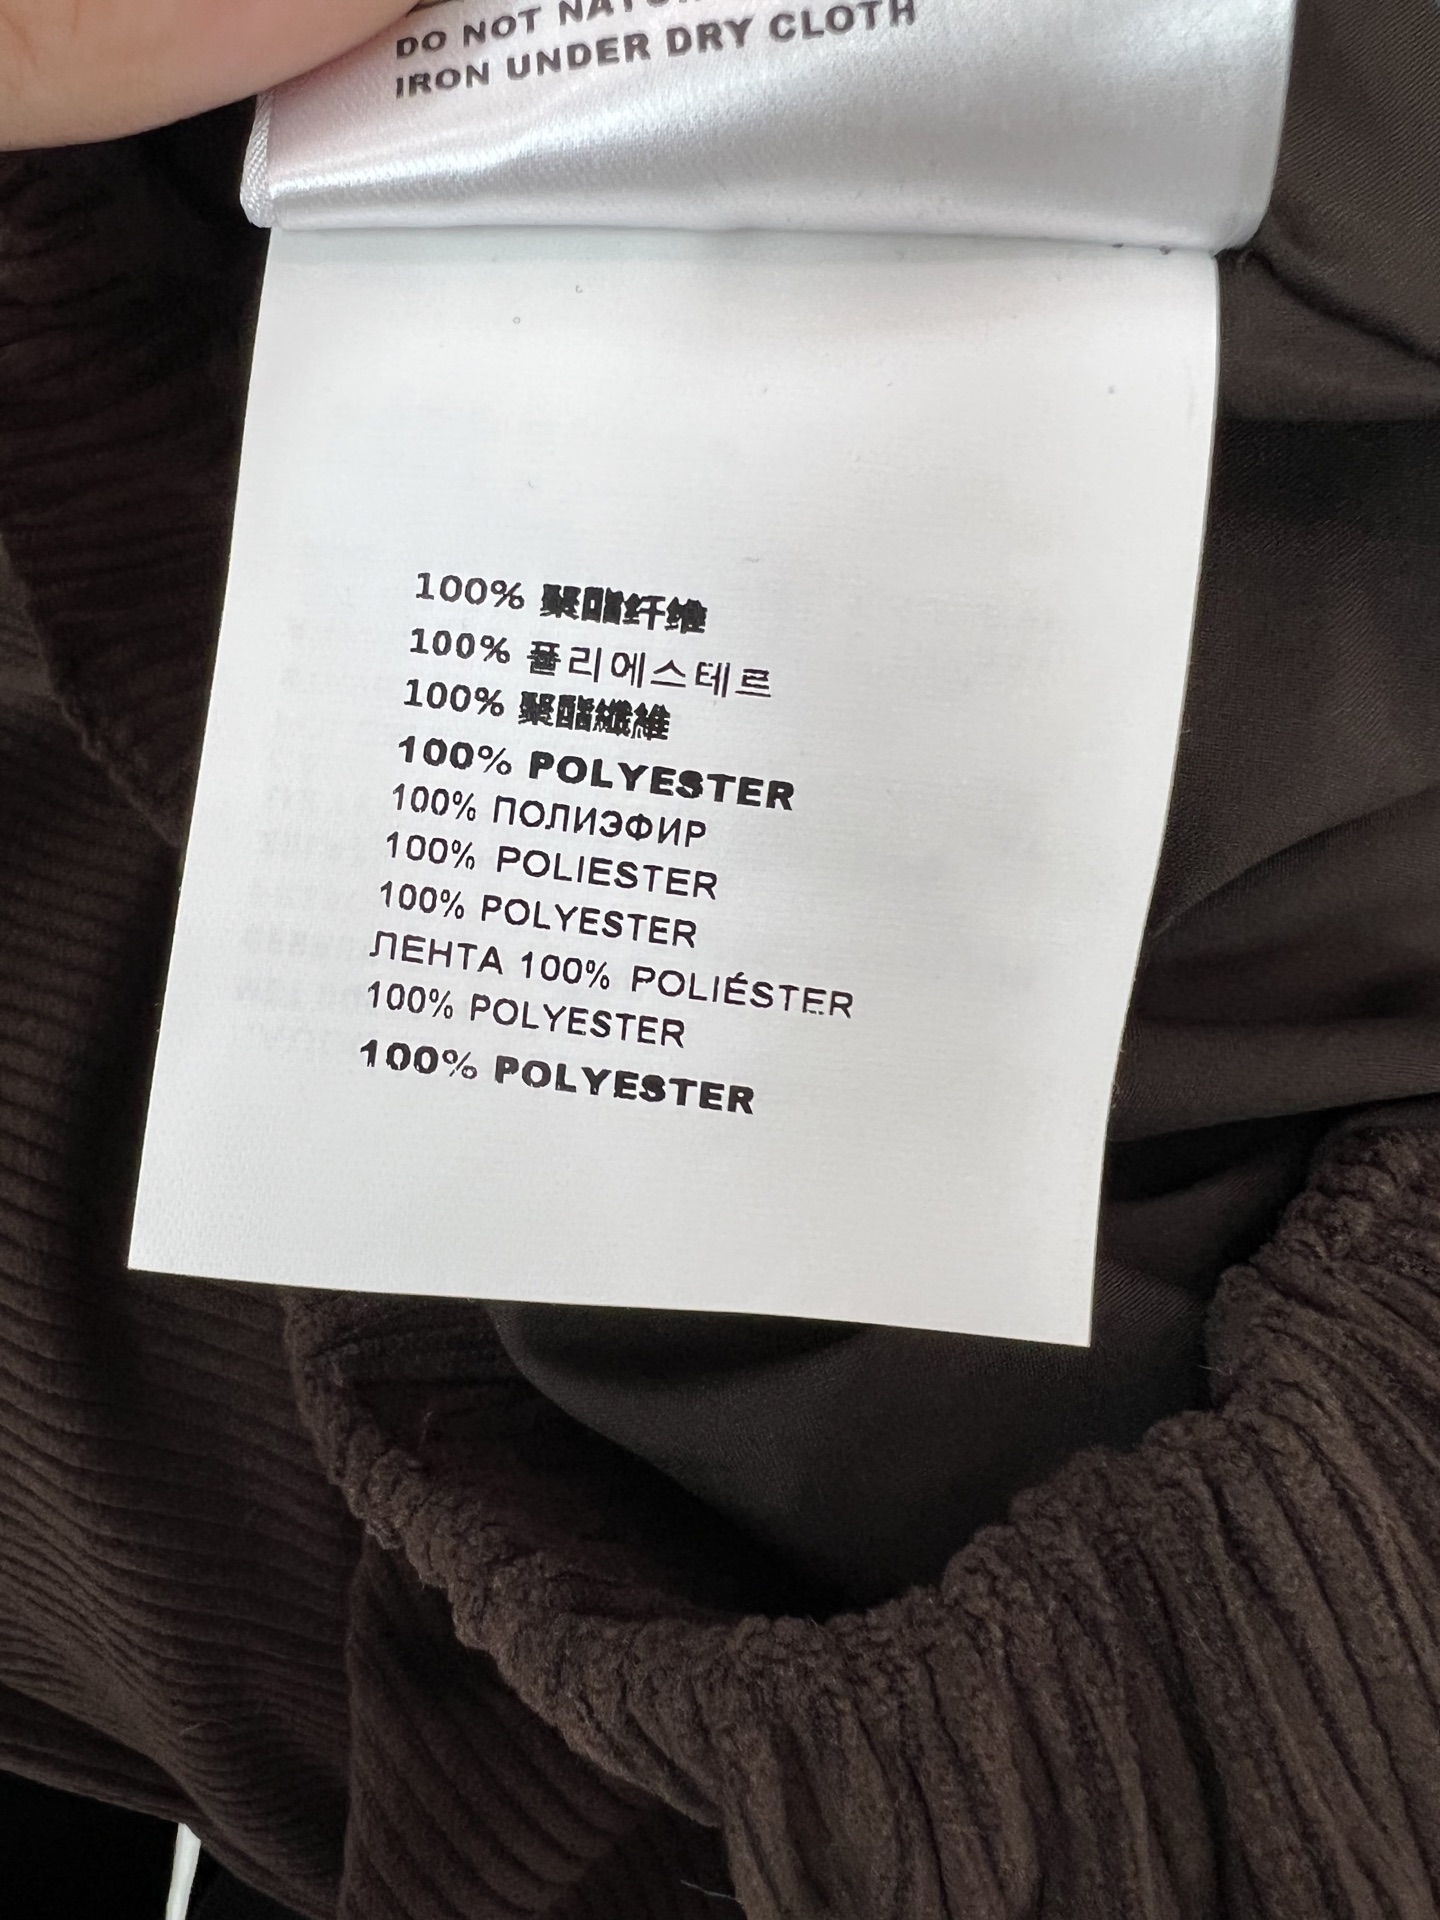 DO NOT
IRON UNDER DRY CLOTH
100% 聚酯纤维
100% 폴리에스테르
100% 聚酯纖維
100% POLYESTER
100% ПОЛИЭФИР
100% POLIESTER
100% POLYESTER
ЛЕНТА 100% POLIÉSTER
100% POLYESTER
100% POLYESTER